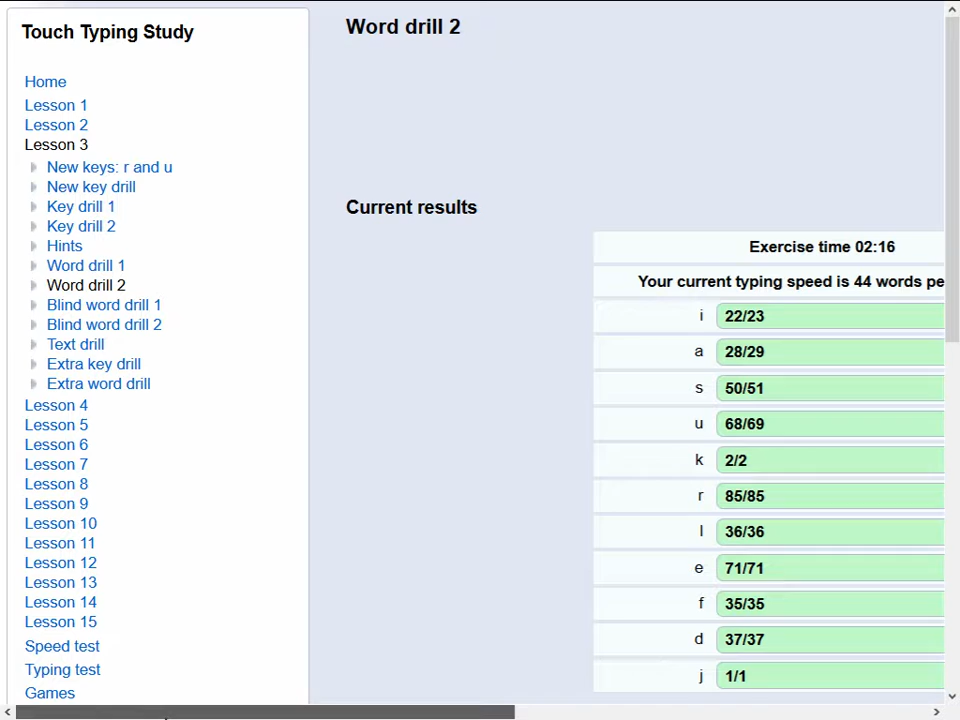 Touch Typing Study
Home
Lesson 1
Lesson 2
Lesson 3
New keys: r and u
New key drill
Key drill 1
Key drill 2
Hints
Word drill 1
Word drill 2
Blind word drill 1
Blind word drill 2
Text drill
Extra key drill
Extra word drill
Lesson 4
Lesson 5
Lesson 6
Lesson 7
Lesson 8
Lesson 9
Lesson 10
Lesson 11
Lesson 12
Lesson 13
Lesson 14
Lesson 15
Speed test
Typing test
Games
Word drill 2
Current results
Exercise time 02:16
Your current typing speed is 44 words pe
i 22/23
a 28/29
s 50/51
u 68/69
k 2/2
r 85/85
l 36/36
e 71/71
f 35/35
d 37/37
j 1/1